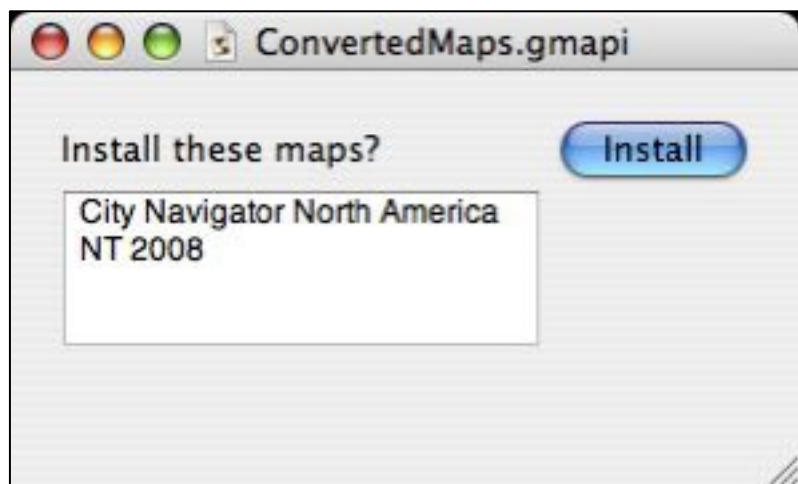 ConvertedMaps.gmapi
Install these maps?
Install
City Navigator North America
NT 2008